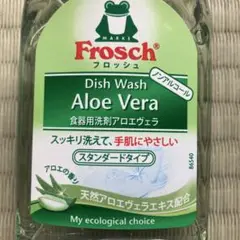 MARKE
Frosch
フロッシュ
Dish Wash
ノンアルコール
Aloe Vera
食器用洗剤アロエヴェラ
スッキリ洗えて、手肌にやさしい
スタンダードタイプ
アロエの香り
86540
天然アロエヴェラエキス配合
My ecological choice